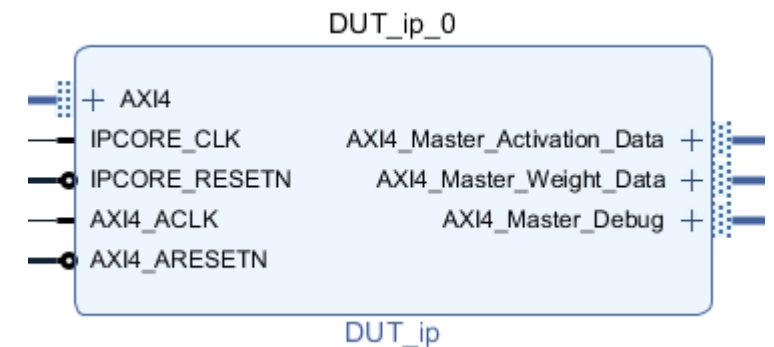 DUT_ip_0
AXI4
IPCORE_CLK
IPCORE_RESETN
AXI4_ACLK
AXI4_ARESETN
AXI4_Master_Activation_Data
AXI4_Master_Weight_Data
AXI4_Master_Debug
DUT_ip